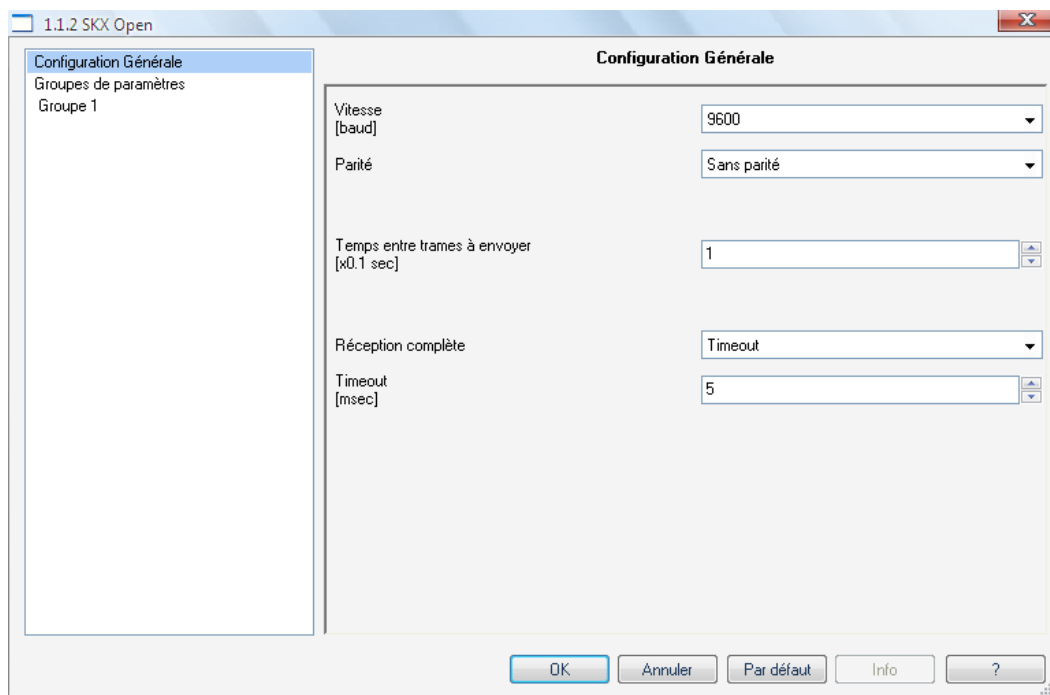 1.1.2 SKX Open
Configuration Générale
Groupes de paramètres
Groupe 1
Configuration Générale
Vitesse
[baud]
9600
Parité
Sans parité
Temps entre trames à envoyer
[x0.1 sec]
1
Réception complète
Timeout
Timeout
[msec]
5
OK
Annuler
Par défaut
Info
?